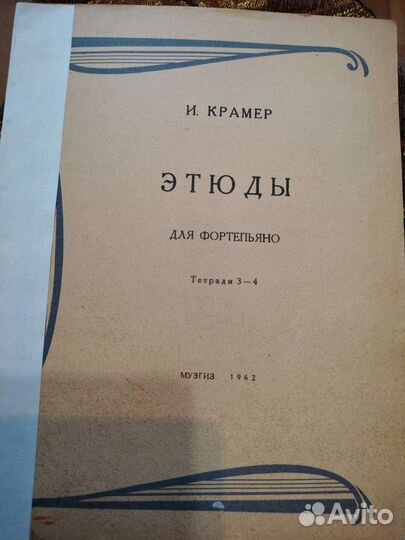 И. КРАМЕР
ЭТЮДЫ
ДЛЯ ФОРТЕПЬЯНО
Тетради 3—4
МУЗГИЗ 1962
Avito